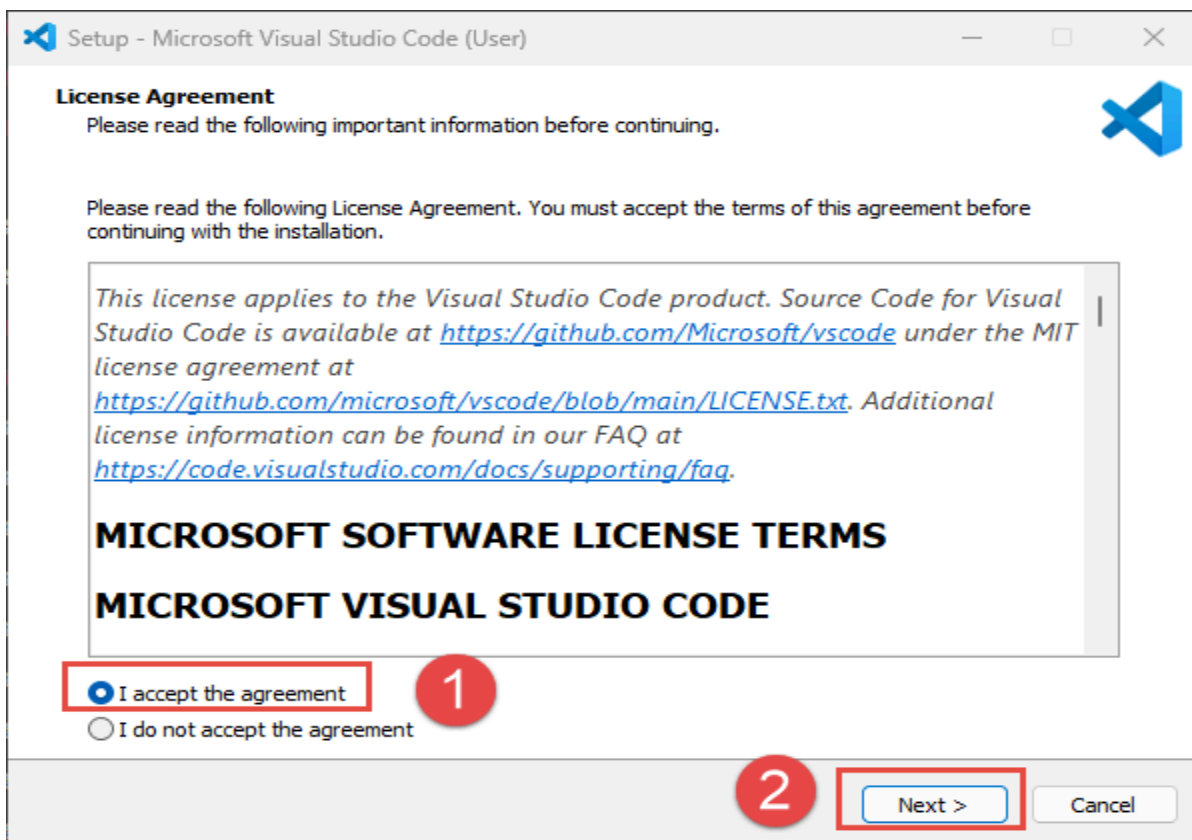 Setup - Microsoft Visual Studio Code (User)
License Agreement
Please read the following important information before continuing.
Please read the following License Agreement. You must accept the terms of this agreement before
continuing with the installation.
This license applies to the Visual Studio Code product. Source Code for Visual
Studio Code is available at https://github.com/Microsoft/vscode under the MIT
license agreement at
https://github.com/microsoft/vscode/blob/main/LICENSE.txt. Additional
license information can be found in our FAQ at
https://code.visualstudio.com/docs/supporting/faq.
MICROSOFT SOFTWARE LICENSE TERMS
MICROSOFT VISUAL STUDIO CODE
I accept the agreement 1
I do not accept the agreement
2 Next > Cancel